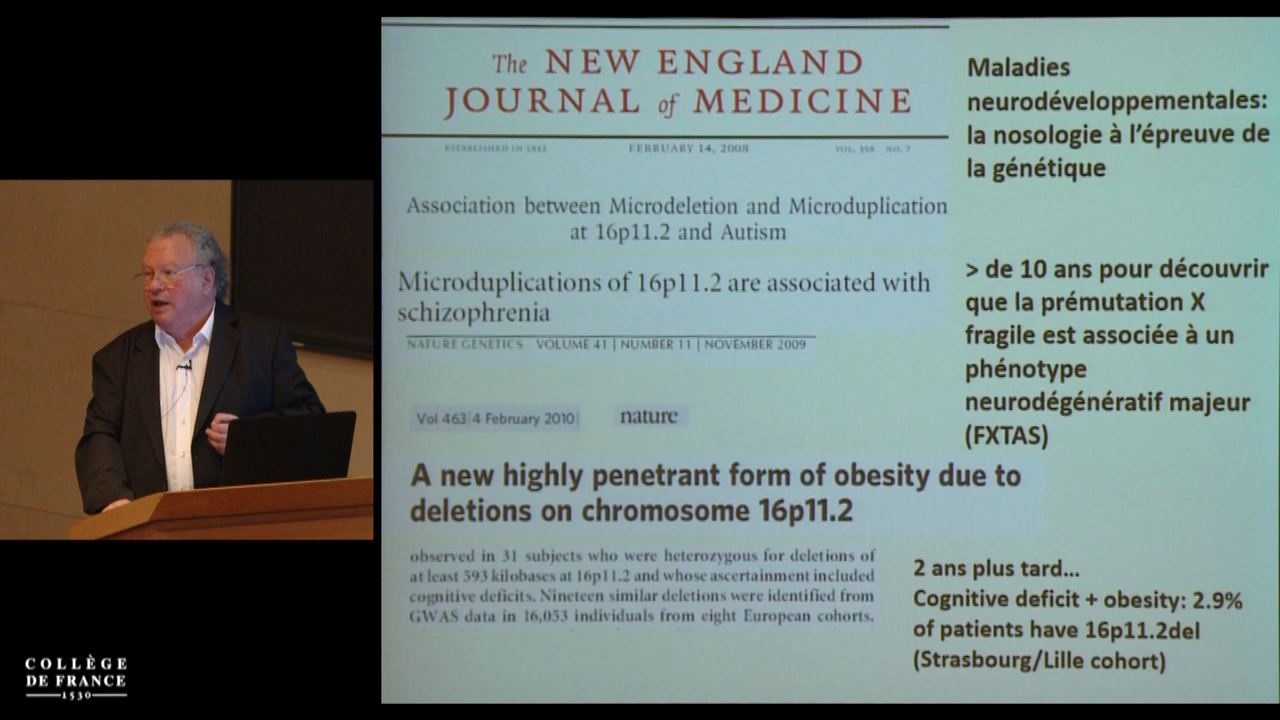 The NEW ENGLAND
JOURNAL of MEDICINE
ESTABLISHED IN 1812 FEBRUARY 14, 2008 VOL. 358 NO. 7
Association between Microdeletion and Microduplication
at 16p11.2 and Autism
Microduplications of 16p11.2 are associated with
schizophrenia
NATURE GENETICS VOLUME 41 | NUMBER 11 | NOVEMBER 2009
Vol 463|4 February 2010| nature
A new highly penetrant form of obesity due to
deletions on chromosome 16p11.2
observed in 31 subjects who were heterozygous for deletions of
at least 593 kilobases at 16p11.2 and whose ascertainment included
cognitive deficits. Nineteen similar deletions were identified from
GWAS data in 16,053 individuals from eight European cohorts.
Maladies
neurodéveloppementales:
la nosologie à l'épreuve de
la génétique
> de 10 ans pour découvrir
que la prémutation X
fragile est associée à un
phénotype
neurodégénératif majeur
(FXTAS)
2 ans plus tard...
Cognitive deficit + obesity: 2.9%
of patients have 16p11.2del
(Strasbourg/Lille cohort)
COLLÈGE
DE FRANCE
1530